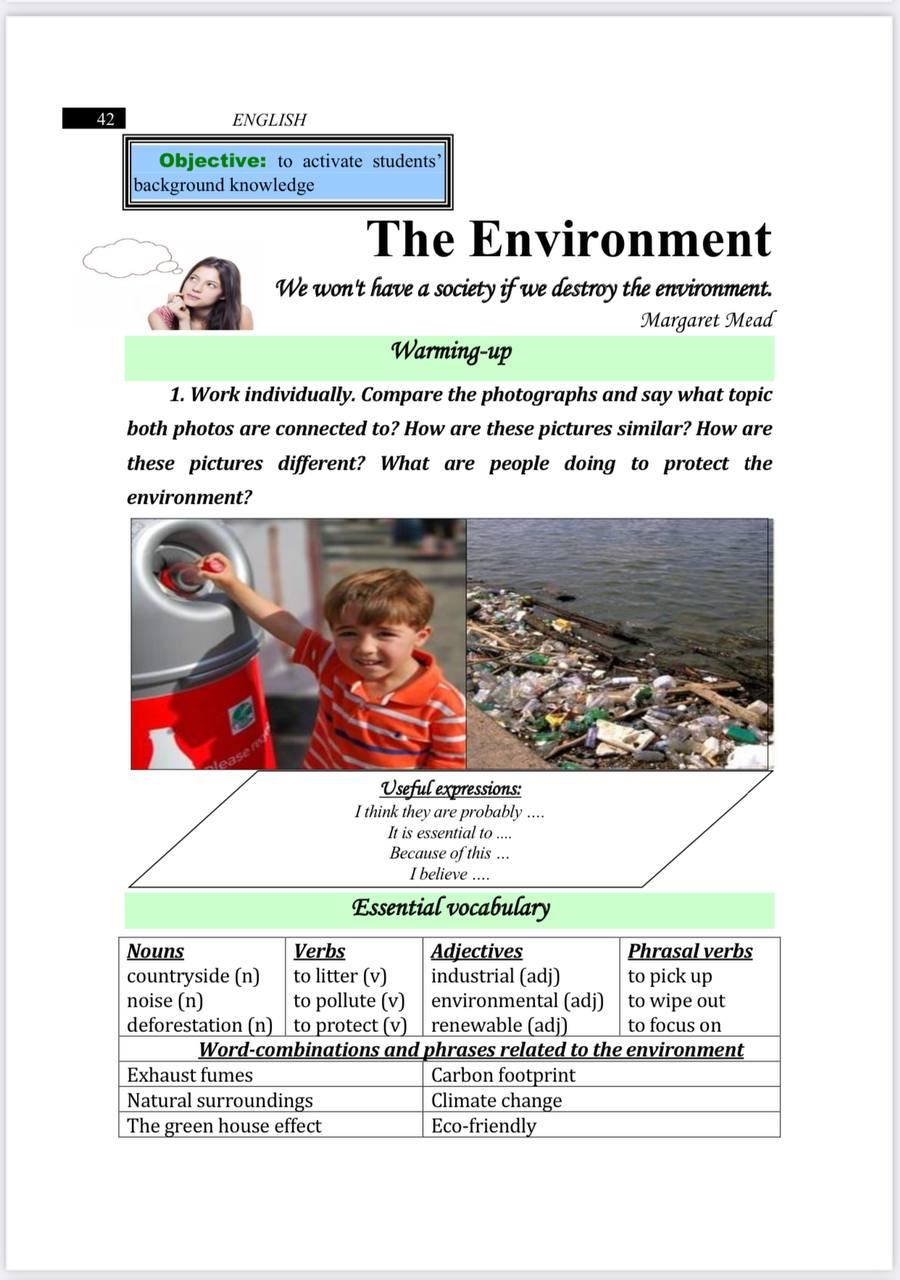 42 ENGLISH
Objective: to activate students’
background knowledge
The Environment
We won't have a society if we destroy the environment.
Margaret Mead
Warming-up
1. Work individually. Compare the photographs and say what topic
both photos are connected to? How are these pictures similar? How are
these pictures different? What are people doing to protect the
environment?
please
Useful expressions:
I think they are probably ….
It is essential to ....
Because of this …
I believe ….
Essential vocabulary
Nouns Verbs Adjectives Phrasal verbs
countryside (n) to litter (v) industrial (adj) to pick up
noise (n) to pollute (v) environmental (adj) to wipe out
deforestation (n) to protect (v) renewable (adj) to focus on
Word-combinations and phrases related to the environment
Exhaust fumes Carbon footprint
Natural surroundings Climate change
The green house effect Eco-friendly